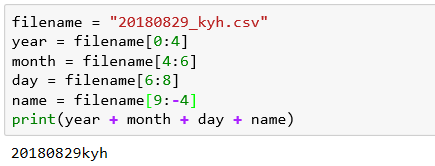 filename = "20180829_kyh.csv"
year = filename[0:4]
month = filename[4:6]
day = filename[6:8]
name = filename[9:-4]
print(year + month + day + name)
20180829kyh